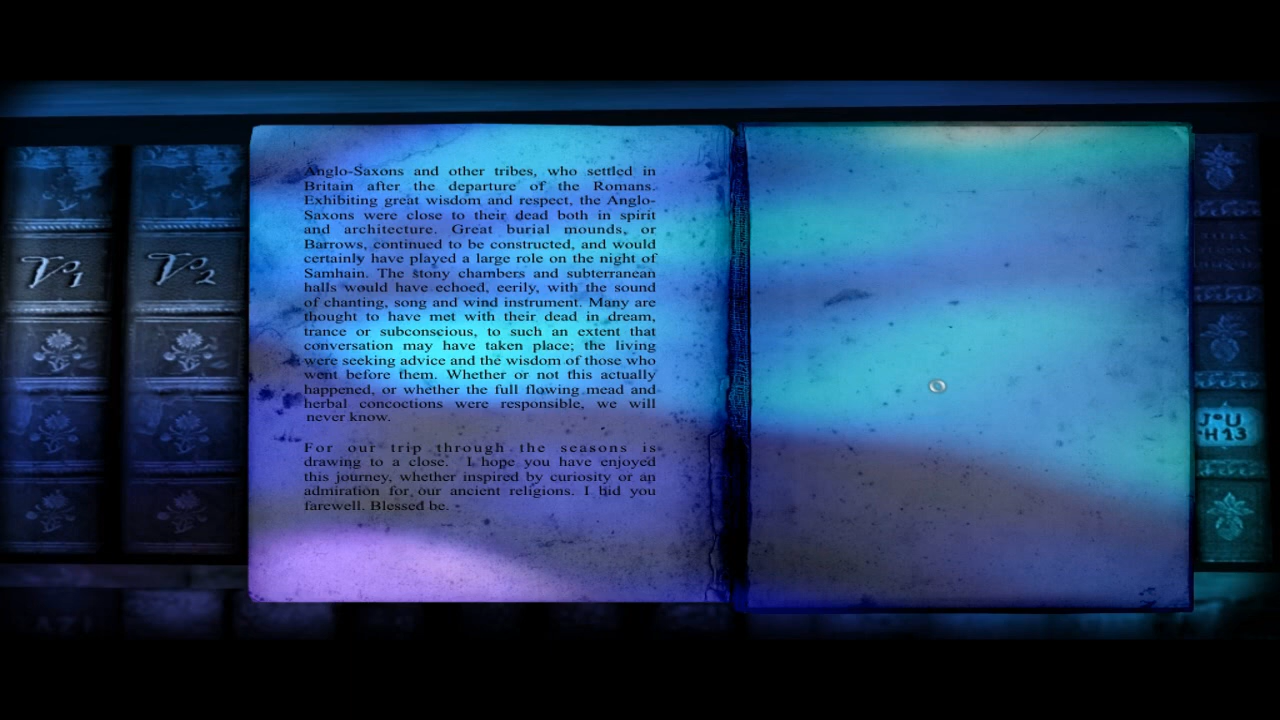 Anglo-Saxons and other tribes, who settled in
Britain after the departure of the Romans.
Exhibiting great wisdom and respect, the Anglo-
Saxons were close to their dead both in spirit
and architecture. Great burial mounds, or
Barrows, continued to be constructed, and would
certainly have played a large role on the night of
Samhain. The stony chambers and subterranean
halls would have echoed, eerily, with the sound
of chanting, song and wind instrument. Many are
thought to have met with their dead in dream,
trance or subconscious, to such an extent that
conversation may have taken place; the living
were seeking advice and the wisdom of those who
went before them. Whether or not this actually
happened, or whether the full flowing mead and
herbal concoctions were responsible, we will
never know.
For our trip through the seasons is
drawing to a close. I hope you have enjoyed
this journey, whether inspired by curiosity or an
admiration for our ancient religions. I bid you
farewell. Blessed be.
V1
V2